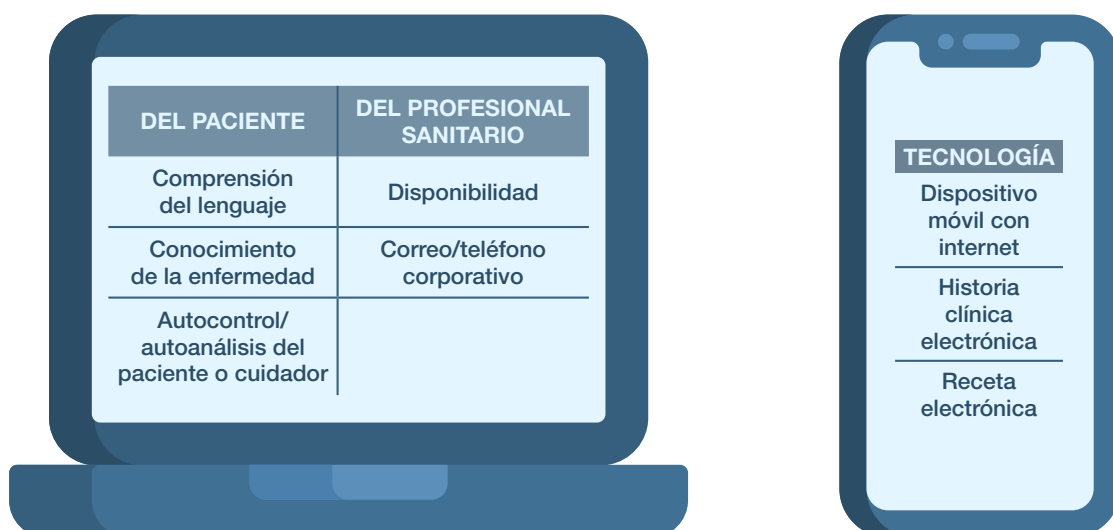 DEL PACIENTE
DEL PROFESIONAL
SANITARIO
Comprensión
del lenguaje
Disponibilidad
Conocimiento
de la enfermedad
Correo/teléfono
corporativo
Autocontrol/
autoanálisis del
paciente o cuidador
TECNOLOGÍA
Dispositivo
móvil con
internet
Historia
clínica
electrónica
Receta
electrónica